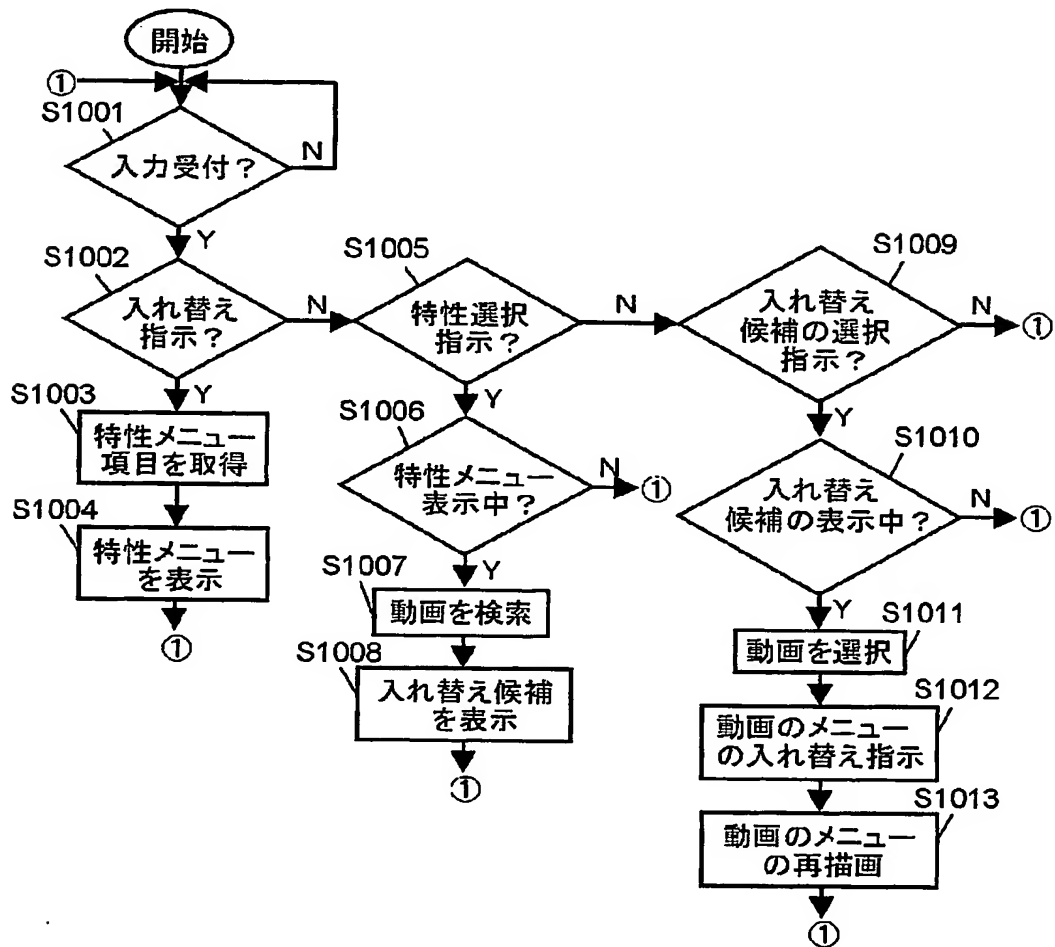 開始
①
S1001
入力受付?
N
Y
S1002
入れ替え
指示?
N
Y
S1003
特性メニュー
項目を取得
S1004
特性メニュー
を表示
①
S1005
特性選択
指示?
N
Y
S1006
特性メニュー
表示中?
N
①
Y
S1007
動画を検索
S1008
入れ替え候補
を表示
①
S1009
入れ替え
候補の選択
指示?
N
①
Y
S1010
入れ替え
候補の表示中?
N
①
Y
S1011
動画を選択
S1012
動画のメニュー
の入れ替え指示
S1013
動画のメニュー
の再描画
①